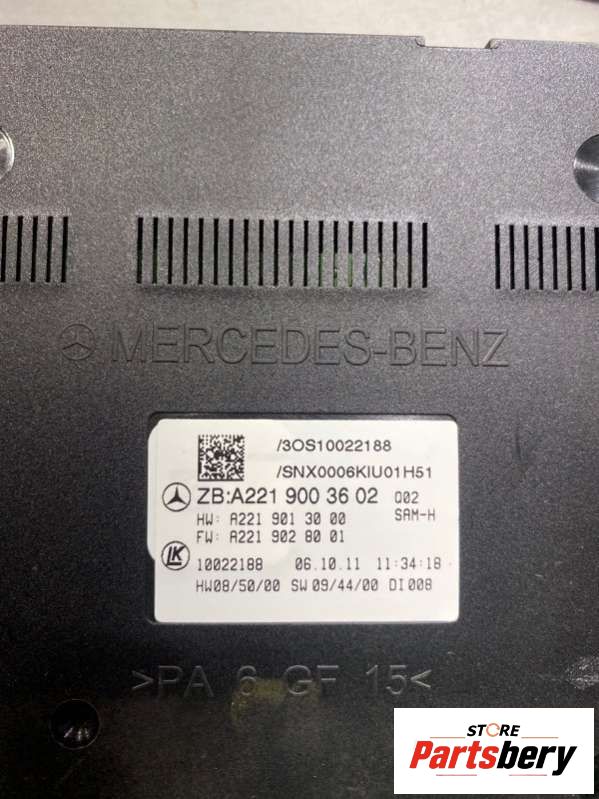 MERCEDES-BENZ
/3OS10022188
/SNX0006KIU01H51
ZB:A221 900 36 02 002
HW: A221 901 30 00 SAM-H
FW: A221 902 80 01
LK
10022188 06.10.11 11:34:18
HW08/50/00 SW09/44/00 DI008
>PA 6 GF 15<
STORE
Partsbery